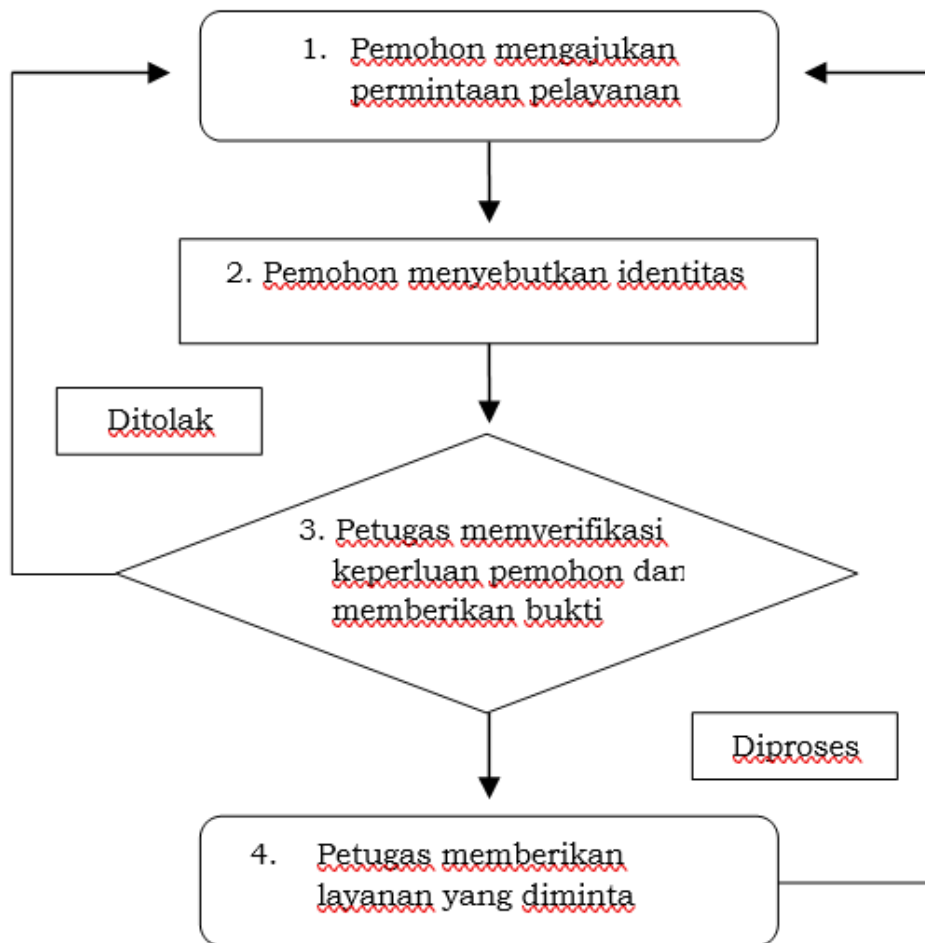 1. Pemohon mengajukan
permintaan pelayanan
2. Pemohon menyebutkan identitas
Ditolak
3. Petugas memverifikasi
keperluan pemohon dan
memberikan bukti
Diproses
4. Petugas memberikan
layanan yang diminta